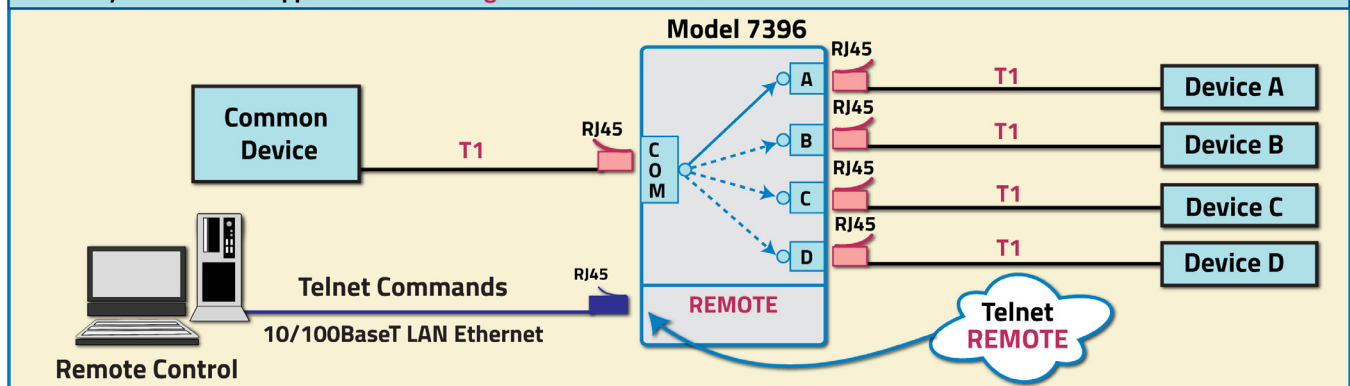 Model 7396
Common
Device
T1
RJ45
COM
A
B
C
D
RJ45
T1
Device A
RJ45
T1
Device B
RJ45
T1
Device C
RJ45
T1
Device D
REMOTE
RJ45
Telnet Commands
10/100BaseT LAN Ethernet
Remote Control
Telnet
REMOTE